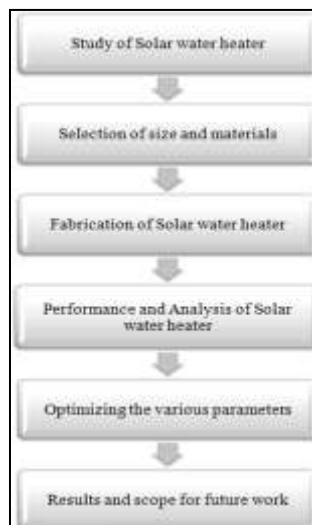 Study of Solar water heater
Selection of size and materials
Fabrication of Solar water heater
Performance and Analysis of Solar
water heater
Optimizing the various parameters
Results and scope for future work